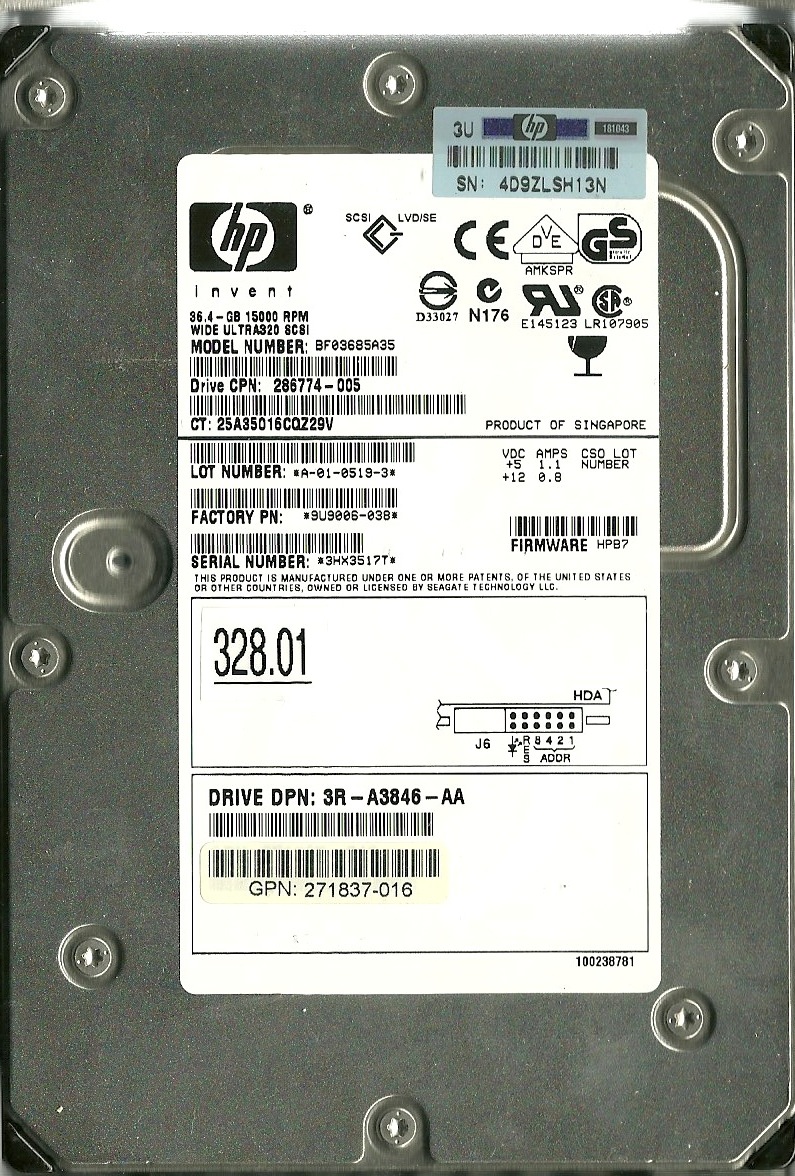 3U hp 181043
SN: 4D9ZLSH13N
hp ®
invent
SCSI LVD/SE
CE DVE GS
AMKSPR
D33027 N176 E145123 LR107905
36.4-GB 15000 RPM
WIDE ULTRA320 SCSI
MODEL NUMBER: BF03685A35
Drive CPN: 286774-005
CT: 25A35016CQZ29V
PRODUCT OF SINGAPORE
VDC AMPS CSO LOT
+5 1.1 NUMBER
+12 0.8
LOT NUMBER: *A-01-0519-3*
FACTORY PN: *9U9006-038*
FIRMWARE HPB7
SERIAL NUMBER: *3HX3517T*
THIS PRODUCT IS MANUFACTURED UNDER ONE OR MORE PATENTS, OF THE UNITED STATES
OR OTHER COUNTRIES, OWNED OR LICENSED BY SEAGATE TECHNOLOGY LLC.
328.01
HDA
J6 RES 8 4 2 1
ADDR
DRIVE DPN: 3R-A3846-AA
GPN: 271837-016
100238781